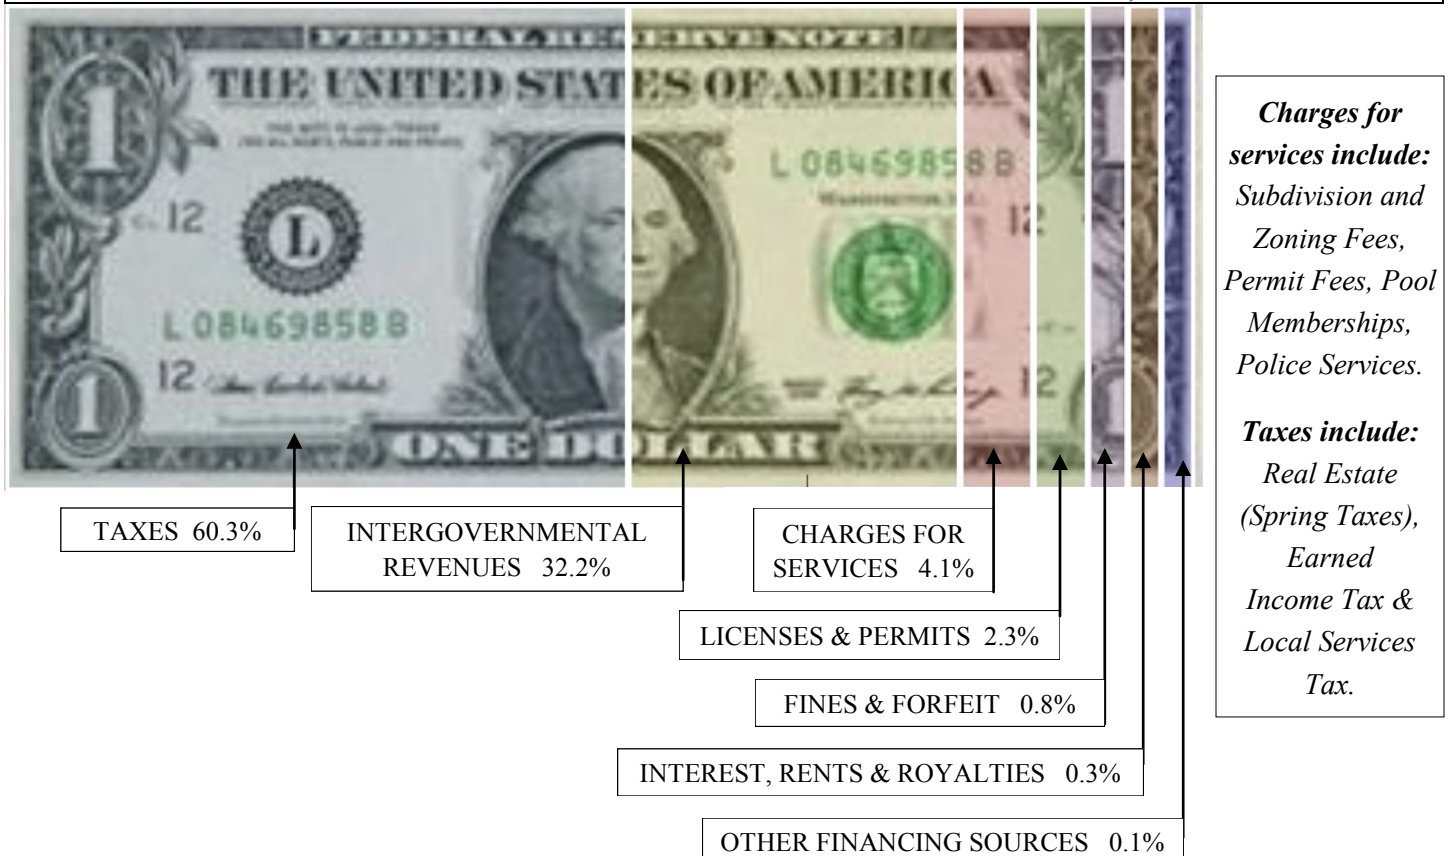 FEDERAL RESERVE NOTE
THE UNITED STATES OF AMERICA
L 08469858 B
12
12
L
L 08469858 B
12
12
ONE DOLLAR
1
1
TAXES 60.3%
INTERGOVERNMENTAL
REVENUES 32.2%
CHARGES FOR
SERVICES 4.1%
LICENSES & PERMITS 2.3%
FINES & FORFEIT 0.8%
INTEREST, RENTS & ROYALTIES 0.3%
OTHER FINANCING SOURCES 0.1%
Charges for
services include:
Subdivision and
Zoning Fees,
Permit Fees, Pool
Memberships,
Police Services.
Taxes include:
Real Estate
(Spring Taxes),
Earned
Income Tax &
Local Services
Tax.